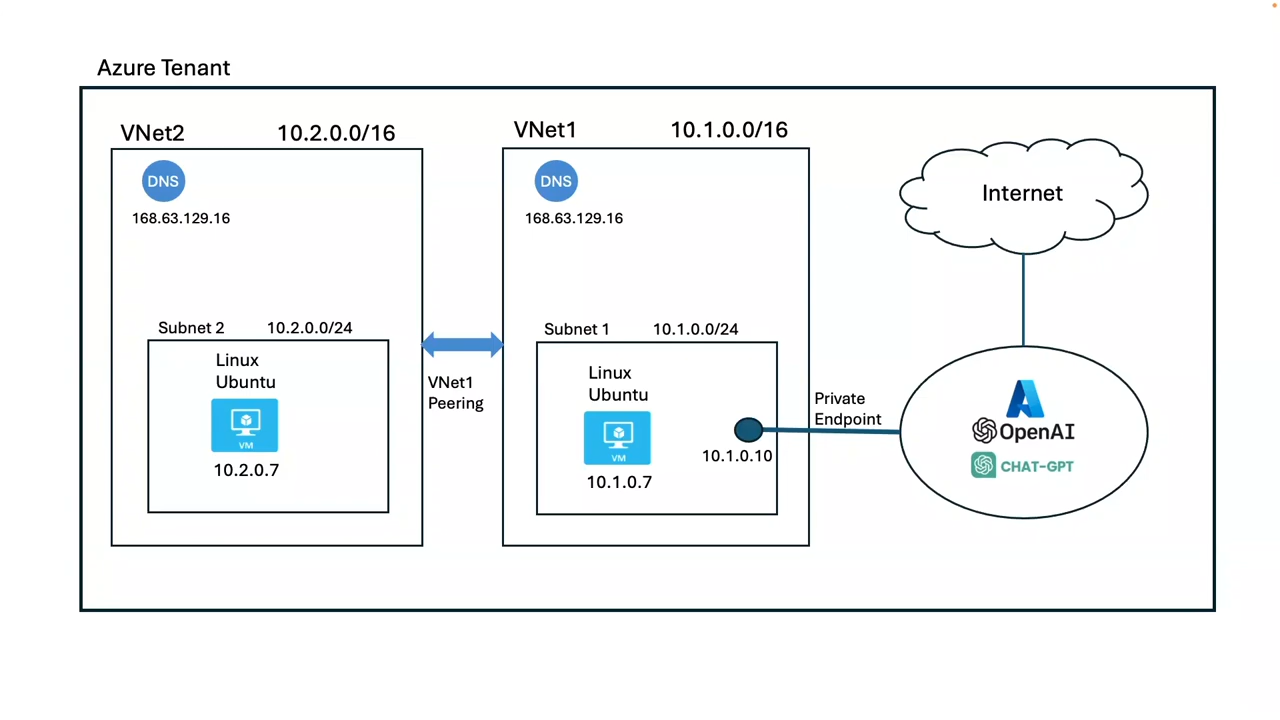 Azure Tenant
VNet2 10.2.0.0/16
DNS
168.63.129.16
Subnet 2 10.2.0.0/24
Linux
Ubuntu
VM
10.2.0.7
VNet1
Peering
VNet1 10.1.0.0/16
DNS
168.63.129.16
Subnet 1 10.1.0.0/24
Linux
Ubuntu
VM
10.1.0.7
10.1.0.10
Private
Endpoint
Internet
OpenAI
CHAT-GPT